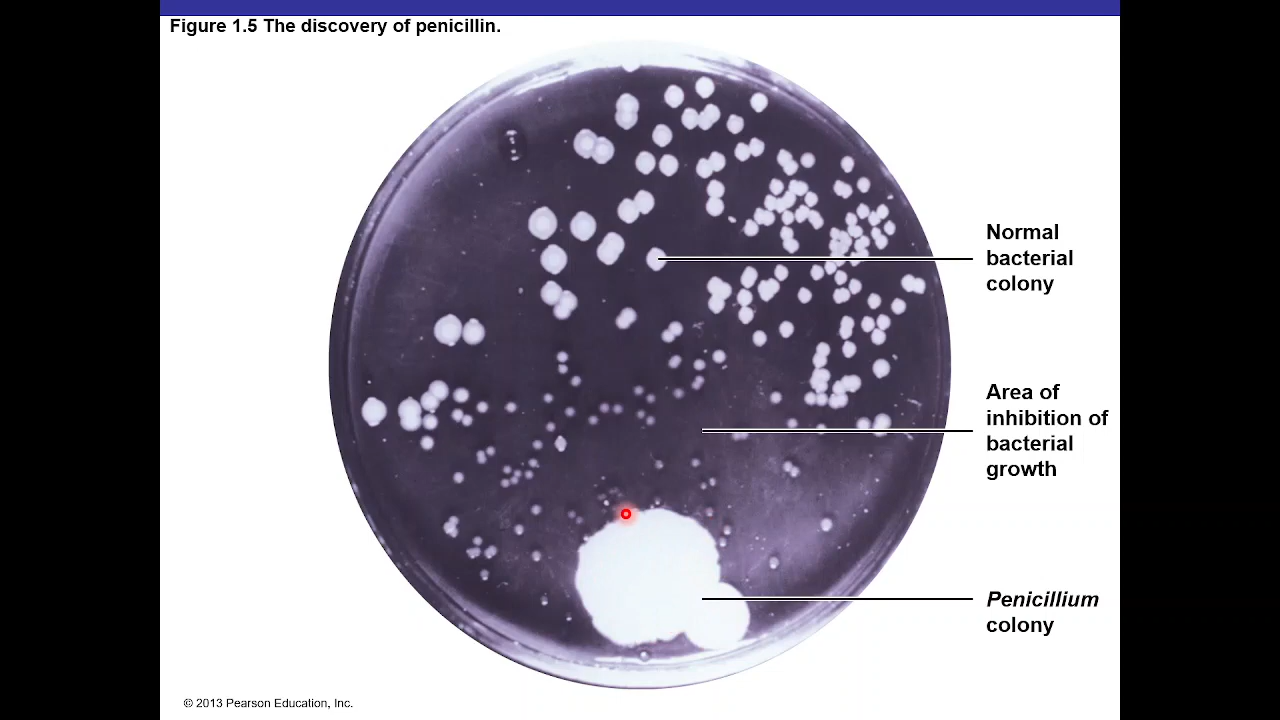 Figure 1.5 The discovery of penicillin.
Normal
bacterial
colony
Area of
inhibition of
bacterial
growth
Penicillium
colony
© 2013 Pearson Education, Inc.